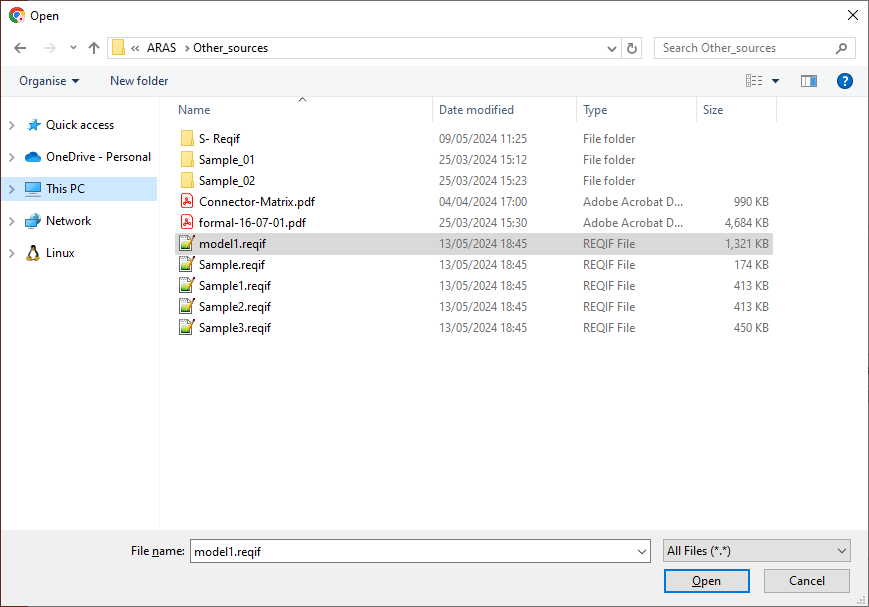 Open
« ARAS > Other_sources
Search Other_sources
Organise New folder
?
Name Date modified Type Size
Quick access
OneDrive - Personal
This PC
Network
Linux
S- Reqif 09/05/2024 11:25 File folder
Sample_01 25/03/2024 15:12 File folder
Sample_02 25/03/2024 15:23 File folder
Connector-Matrix.pdf 04/04/2024 17:00 Adobe Acrobat D... 990 KB
formal-16-07-01.pdf 25/03/2024 15:30 Adobe Acrobat D... 4,684 KB
model1.reqif 13/05/2024 18:45 REQIF File 1,321 KB
Sample.reqif 13/05/2024 18:45 REQIF File 174 KB
Sample1.reqif 13/05/2024 18:45 REQIF File 413 KB
Sample2.reqif 13/05/2024 18:45 REQIF File 413 KB
Sample3.reqif 13/05/2024 18:45 REQIF File 450 KB
File name: model1.reqif All Files (*.*)
Open Cancel